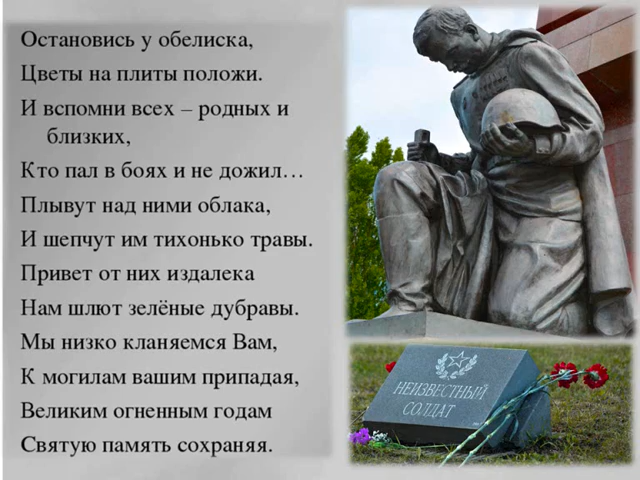 Остановись у обелиска,
Цветы на плиты положи.
И вспомни всех – родных и
близких,
Кто пал в боях и не дожил…
Плывут над ними облака,
И шепчут им тихонько травы.
Привет от них издалека
Нам шлют зелёные дубравы.
Мы низко кланяемся Вам,
К могилам вашим припадая,
Великим огненным годам
Святую память сохраняя.
НЕИЗВЕСТНЫЙ
СОЛДАТ